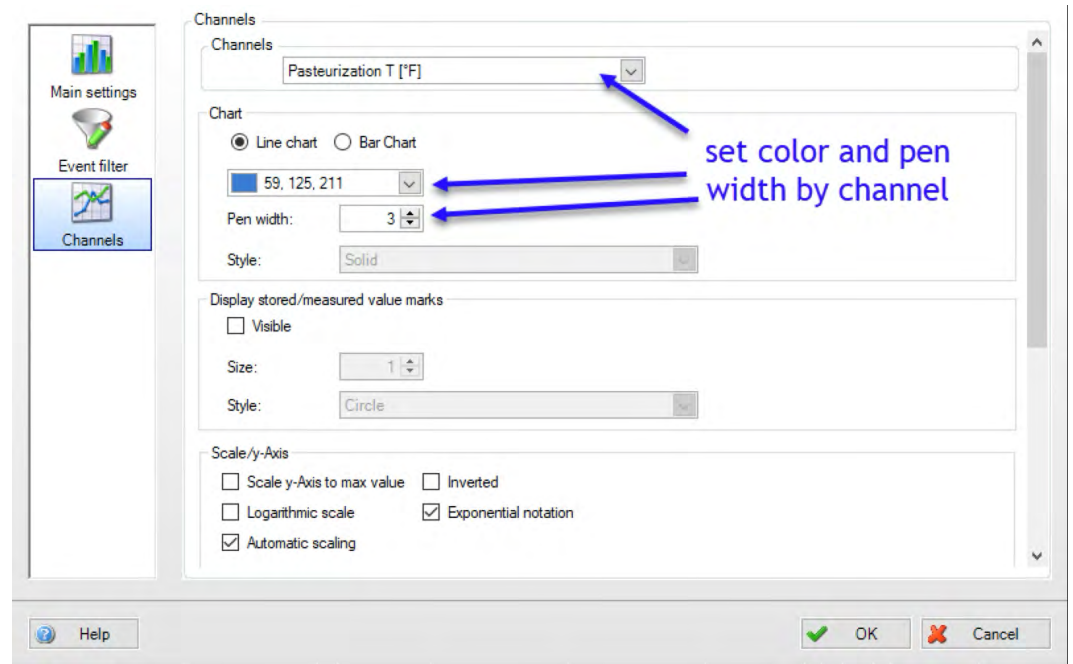 Main settings
Event filter
Channels
Channels
Channels
Pasteurization T [°F]
Chart
Line chart Bar Chart
59, 125, 211
Pen width: 3
Style: Solid
set color and pen
width by channel
Display stored/measured value marks
Visible
Size: 1
Style: Circle
Scale/y-Axis
Scale y-Axis to max value Inverted
Logarithmic scale Exponential notation
Automatic scaling
Help OK Cancel